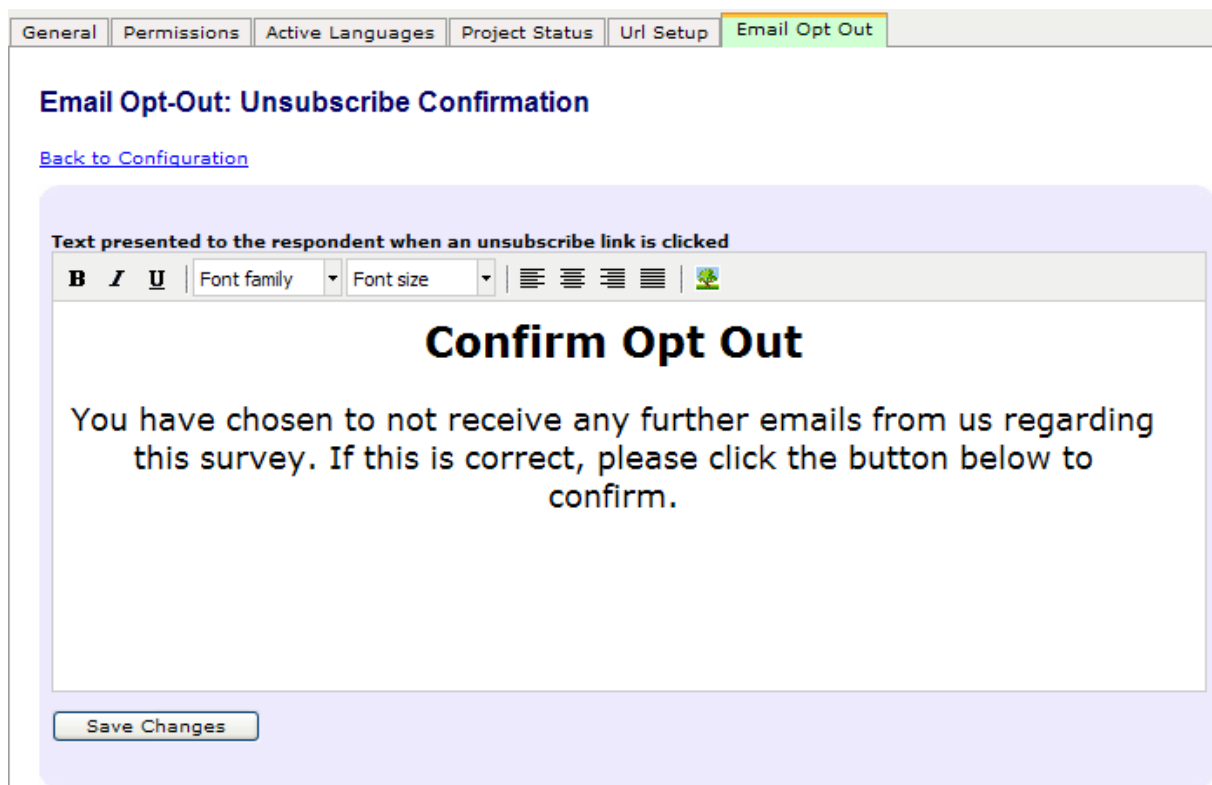 General Permissions Active Languages Project Status Url Setup Email Opt Out
Email Opt-Out: Unsubscribe Confirmation
Back to Configuration
Text presented to the respondent when an unsubscribe link is clicked
B I U Font family Font size
Confirm Opt Out
You have chosen to not receive any further emails from us regarding
this survey. If this is correct, please click the button below to
confirm.
Save Changes